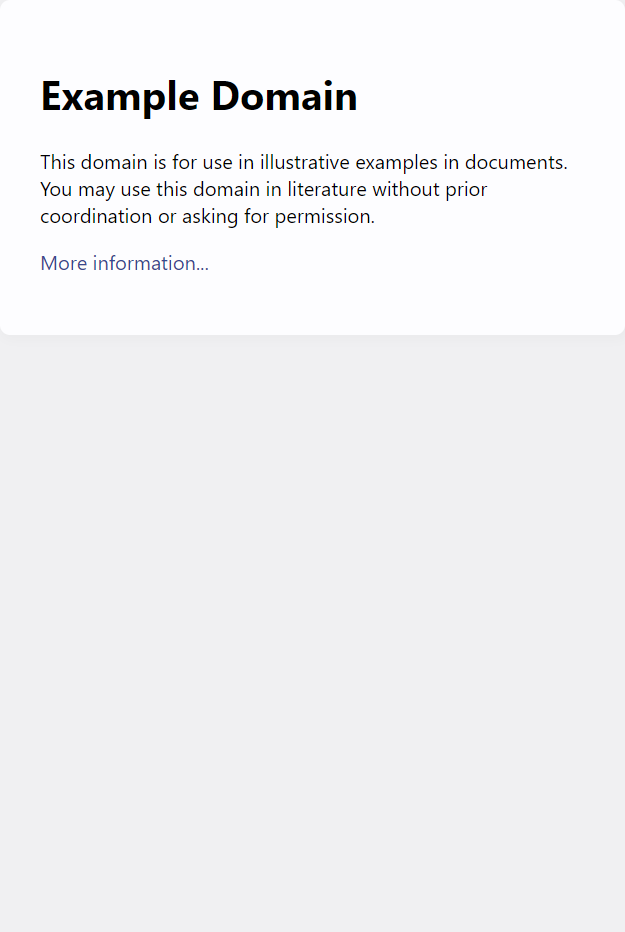 Example Domain
This domain is for use in illustrative examples in documents.
You may use this domain in literature without prior
coordination or asking for permission.
More information...